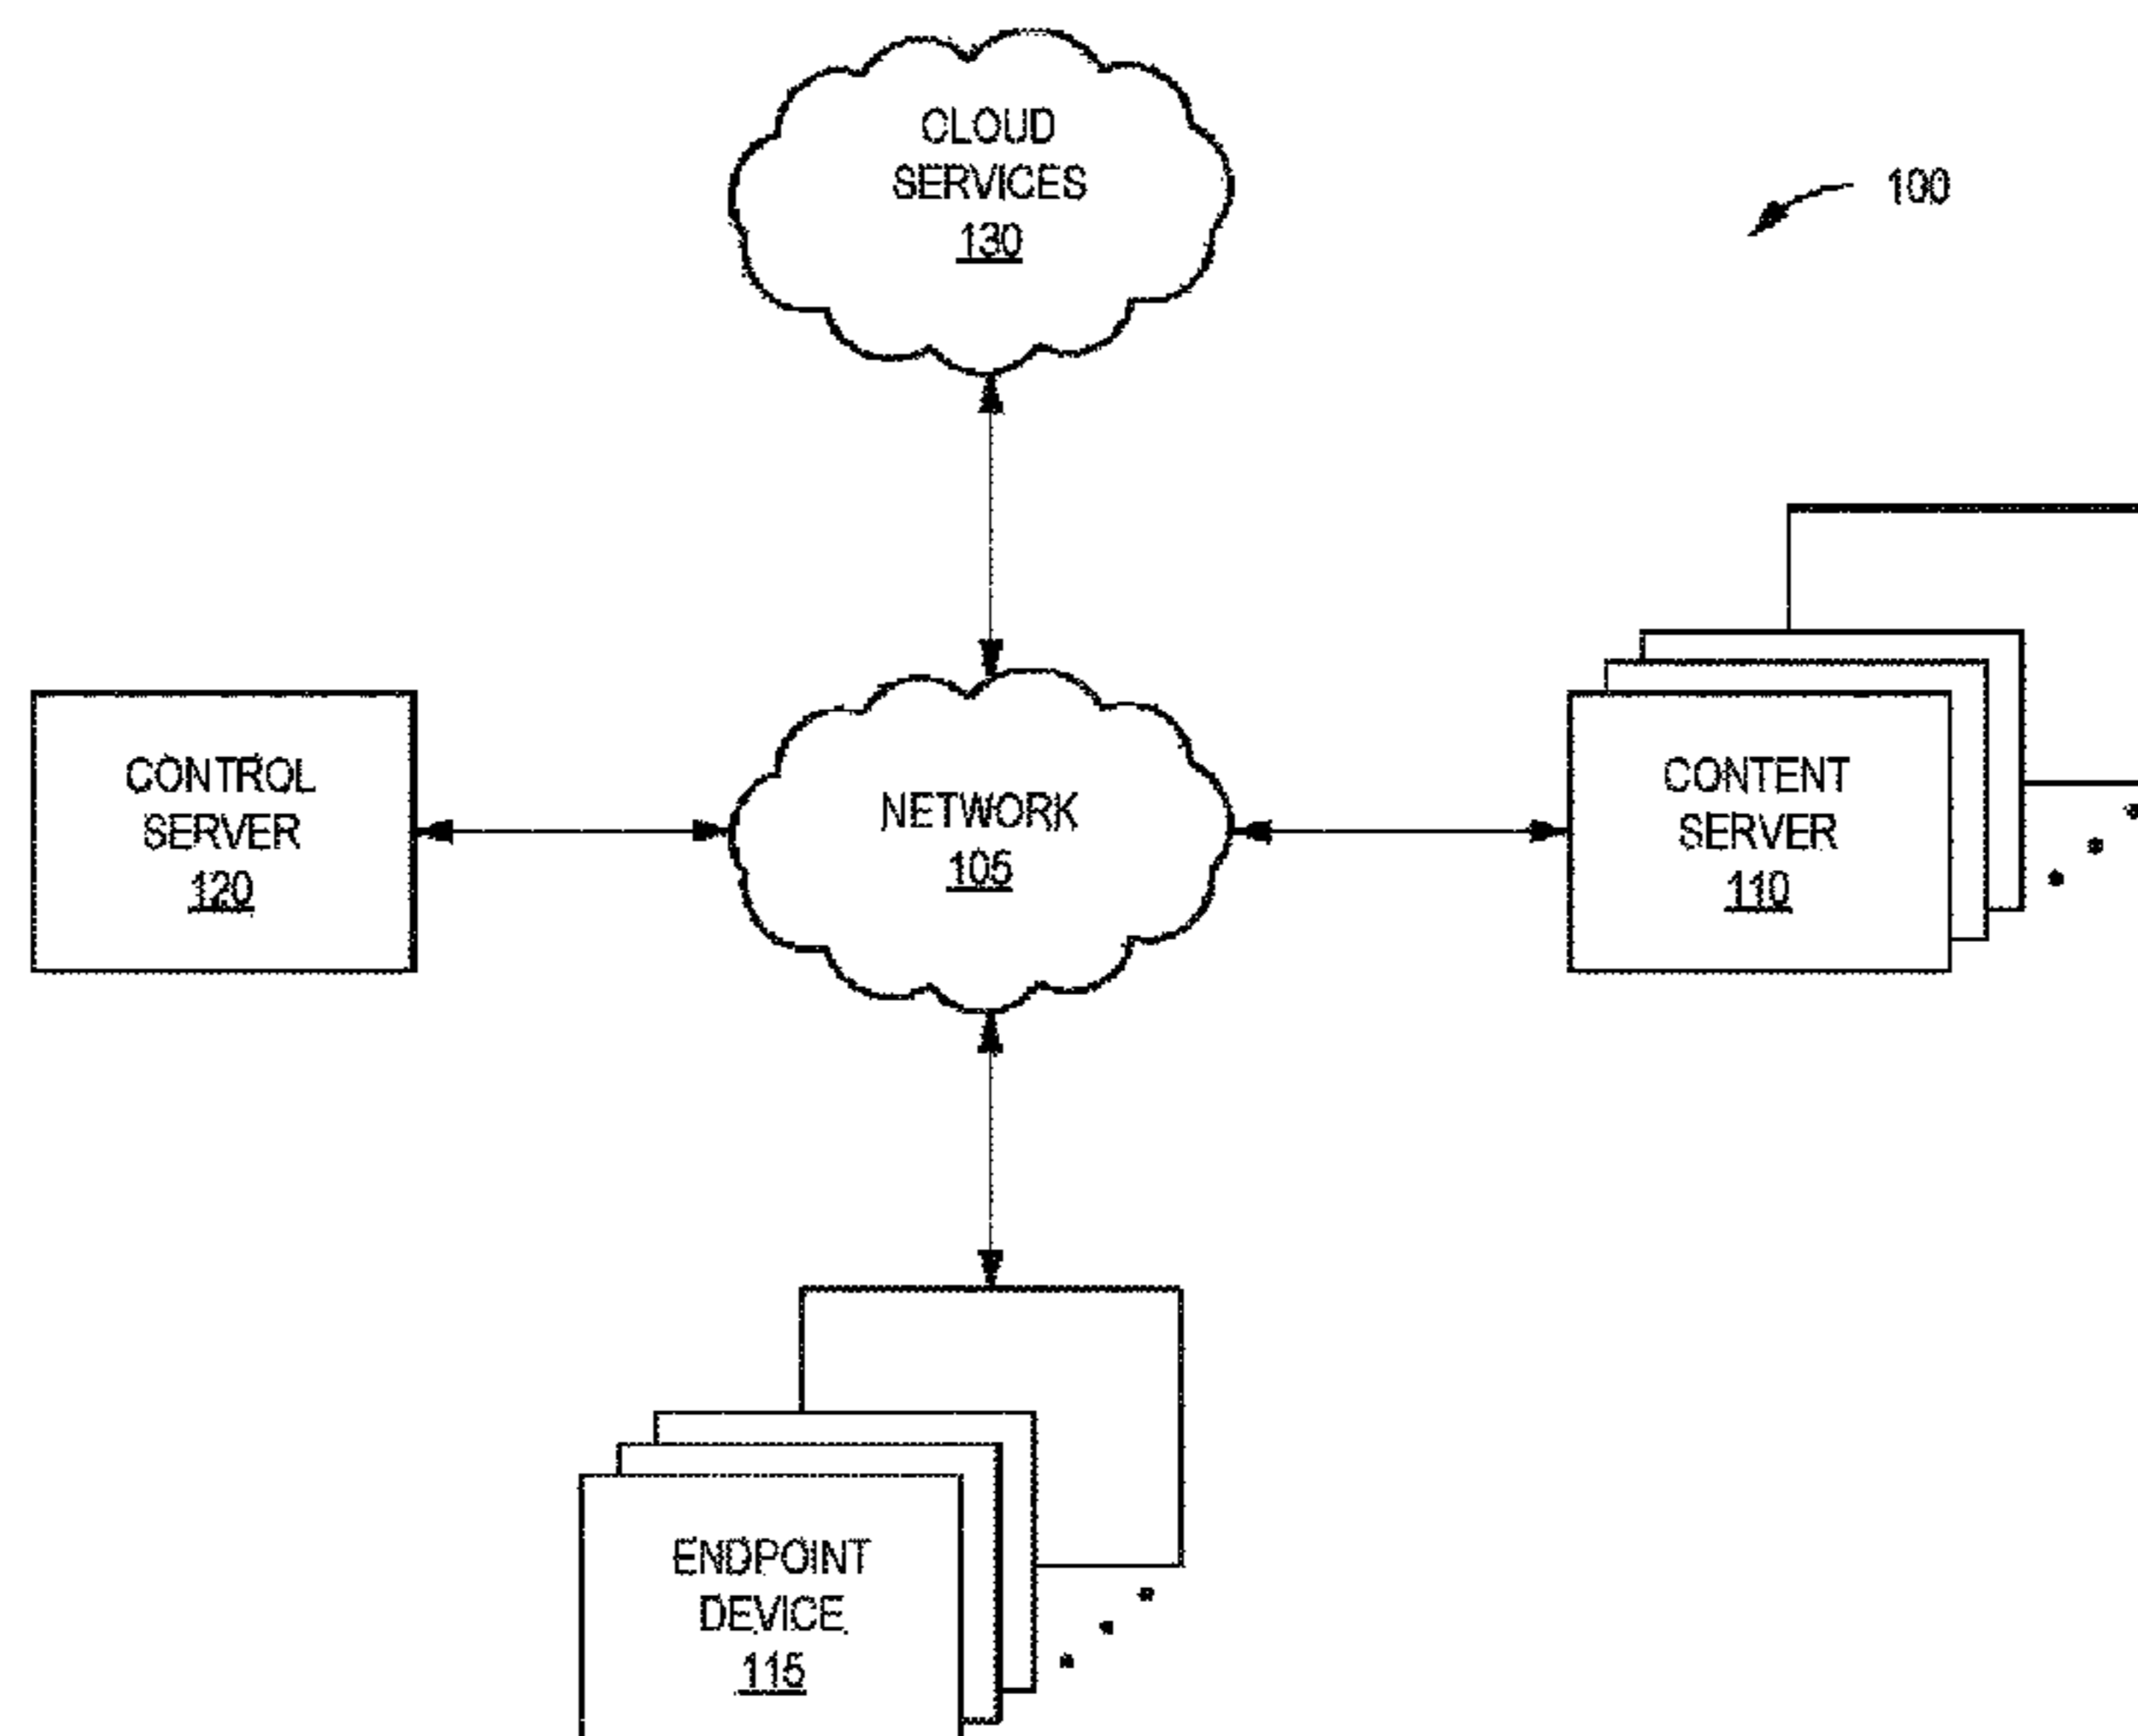 CLOUD
SERVICES
130
100
CONTROL
SERVER
120
NETWORK
105
CONTENT
SERVER
110
ENDPOINT
DEVICE
115